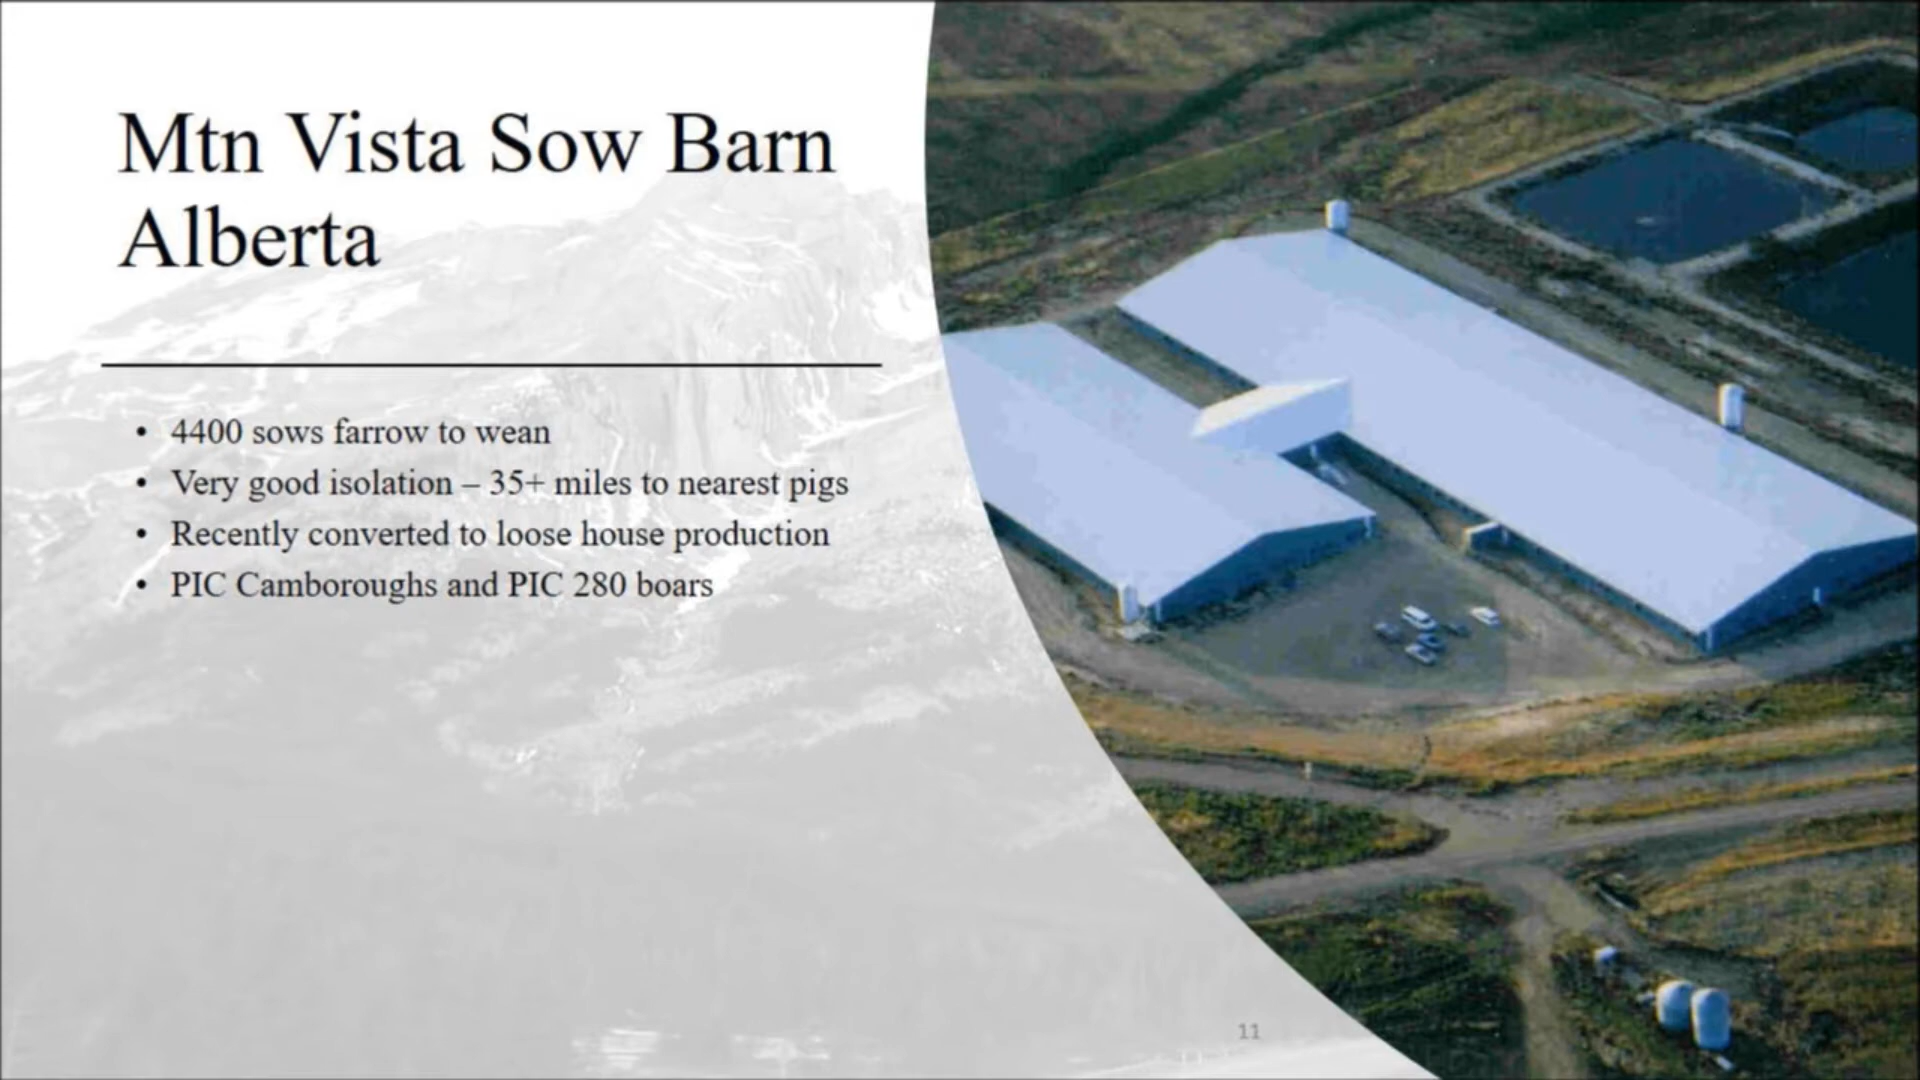 Mtn Vista Sow Barn
Alberta
• 4400 sows farrow to wean
• Very good isolation – 35+ miles to nearest pigs
• Recently converted to loose house production
• PIC Camboroughs and PIC 280 boars
11